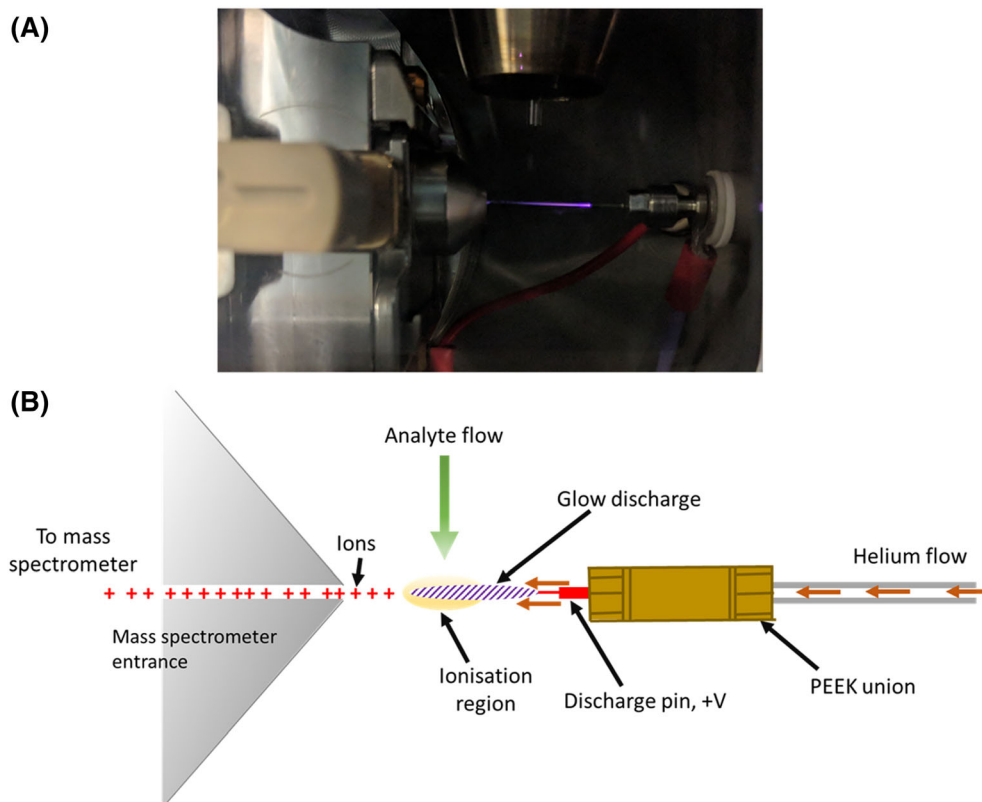 (A)
(B)
Analyte flow
Glow discharge
To mass
spectrometer
Ions
Helium flow
Mass spectrometer
entrance
Ionisation
region
Discharge pin, +V
PEEK union